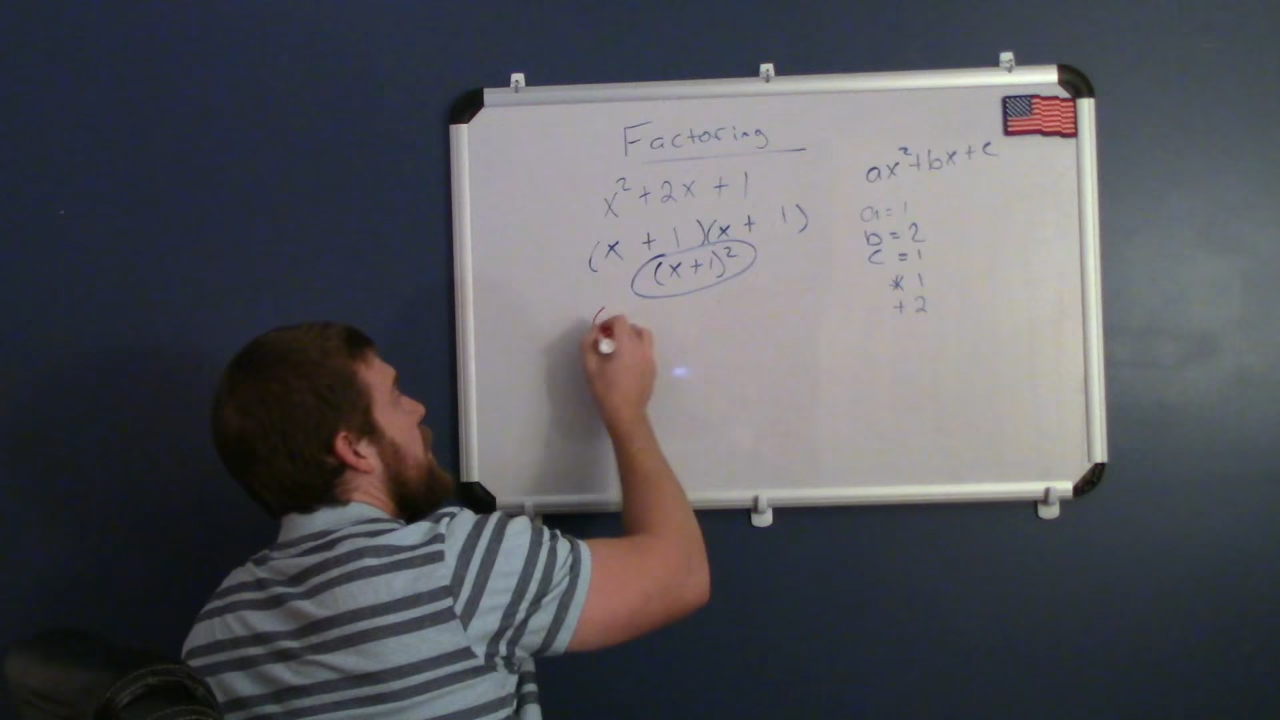 Factoring
x²+2x+1
(x + 1)(x + 1)
(x+1)²
(
ax²+bx+c
a=1
b=2
c=1
* 1
+ 2